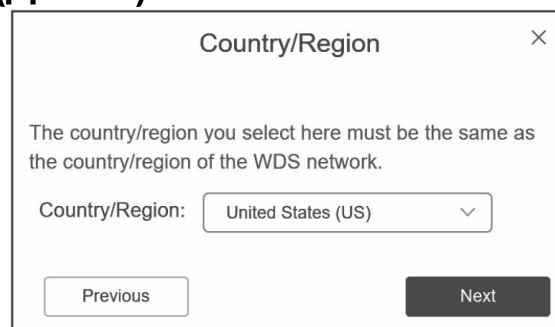 Country/Region
The country/region you select here must be the same as
the country/region of the WDS network.
Country/Region: United States (US)
Previous Next